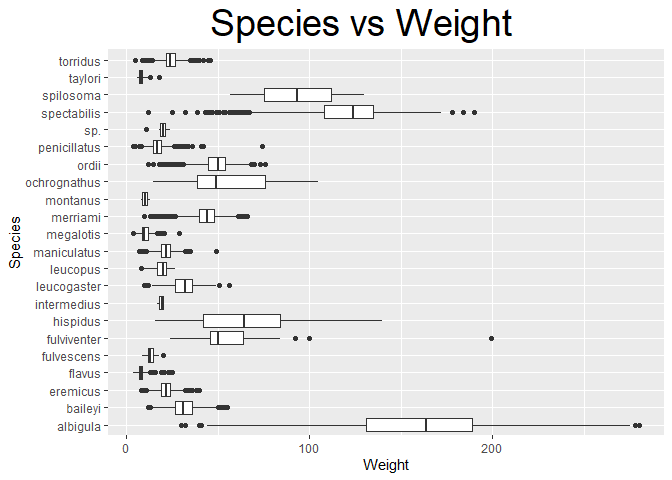 Species vs Weight
torridus
taylori
spilosoma
spectabilis
sp.
penicillatus
ordii
ochrognathus
montanus
merriami
megalotis
maniculatus
leucopus
leucogaster
intermedius
hispidus
fulviventer
fulvescens
flavus
eremicus
baileyi
albigula
Species
0 100 200
Weight